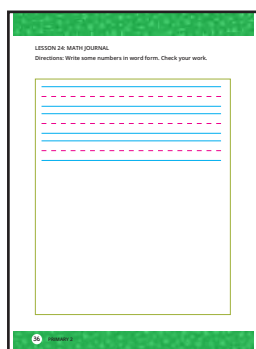 LESSON 24: MATH JOURNAL
Directions: Write some numbers in word form. Check your work.
36 PRIMARY 2